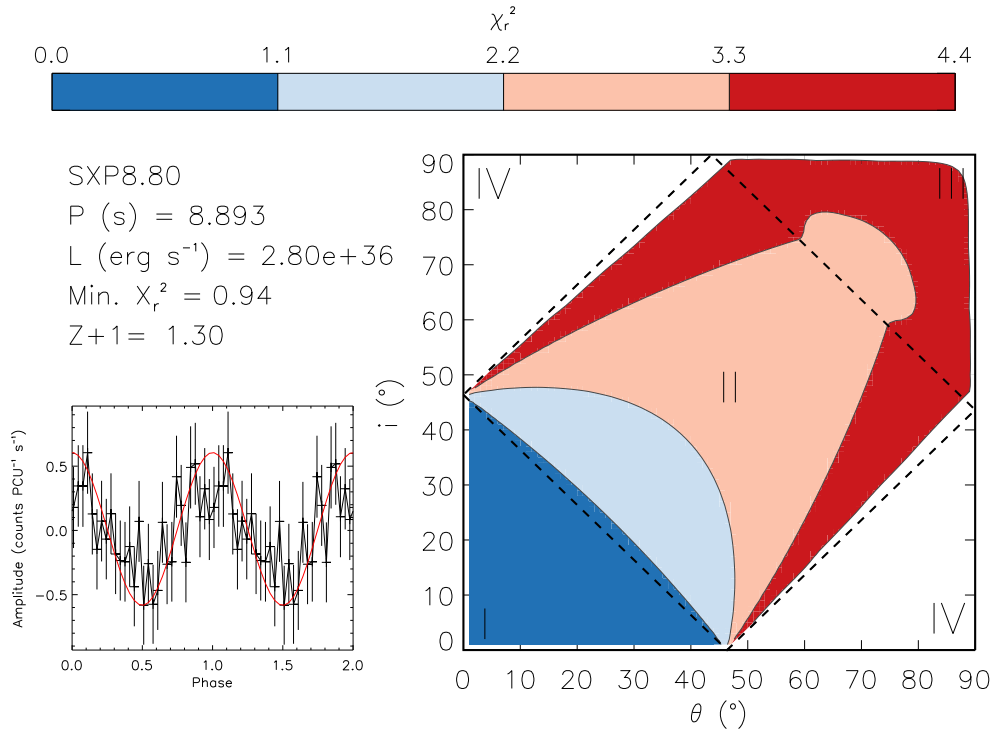 χr²
0.0 1.1 2.2 3.3 4.4
SXP8.80
P (s) = 8.893
L (erg s⁻¹) = 2.80e+36
Min. Xr² = 0.94
Z+1= 1.30
Amplitude (counts PCU⁻¹ s⁻¹)
0.5
0.0
−0.5
0.0 0.5 1.0 1.5 2.0
Phase
i (°)
90
80
70
60
50
40
30
20
10
0
IV
III
II
I
IV
0 10 20 30 40 50 60 70 80 90
θ (°)